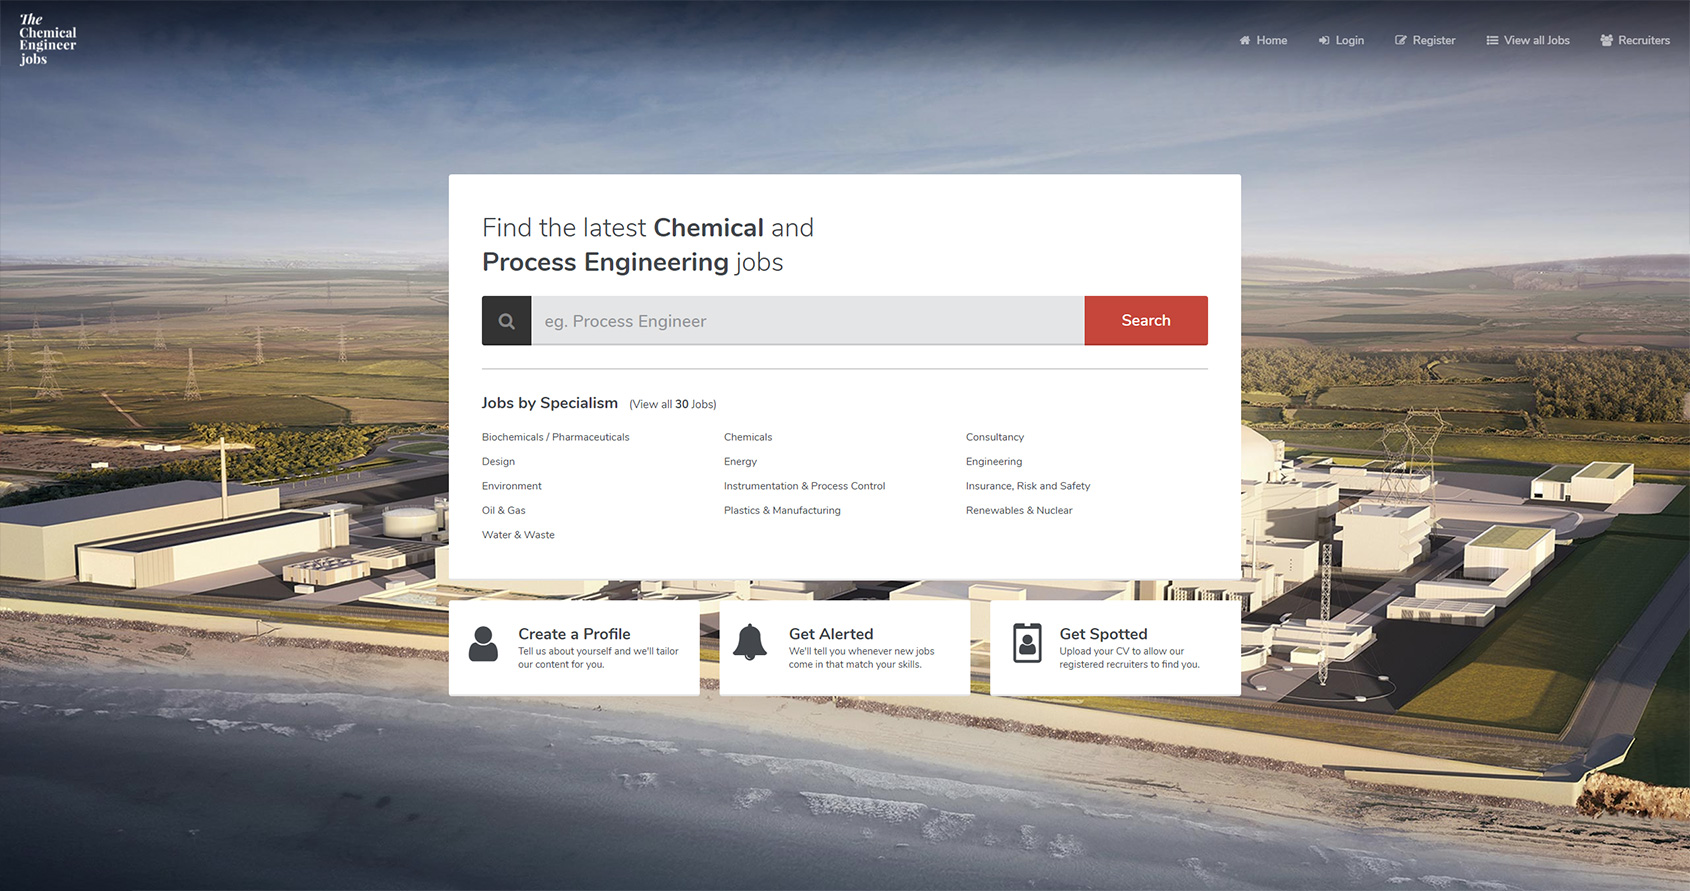 The
Chemical
Engineer
jobs
Home
Login
Register
View all Jobs
Recruiters
Find the latest Chemical and
Process Engineering jobs
eg. Process Engineer
Search
Jobs by Specialism (View all 30 Jobs)
Biochemicals / Pharmaceuticals
Chemicals
Consultancy
Design
Energy
Engineering
Environment
Instrumentation & Process Control
Insurance, Risk and Safety
Oil & Gas
Plastics & Manufacturing
Renewables & Nuclear
Water & Waste
Create a Profile
Tell us about yourself and we'll tailor
our content for you.
Get Alerted
We'll tell you whenever new jobs
come in that match your skills.
Get Spotted
Upload your CV to allow our
registered recruiters to find you.